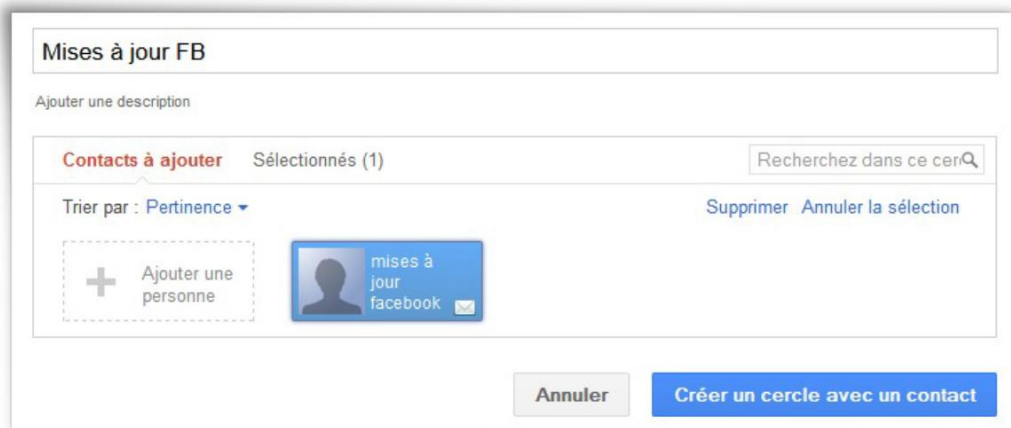 Mises à jour FB
Ajouter une description
Contacts à ajouter Sélectionnés (1) Recherchez dans ce cer
Trier par : Pertinence Supprimer Annuler la sélection
Ajouter une
personne
mises à
jour
facebook
Annuler Créer un cercle avec un contact